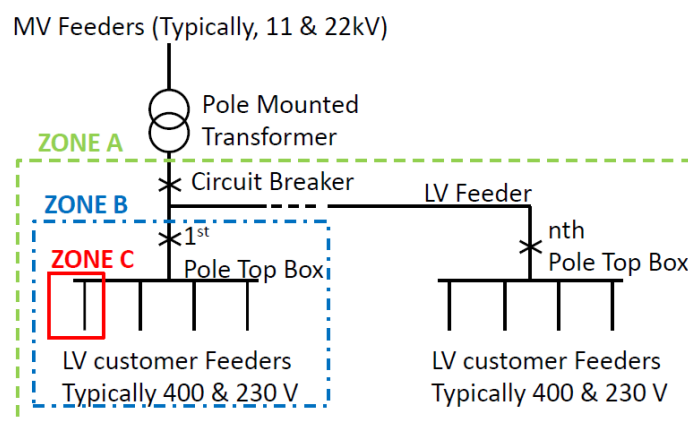 MV Feeders (Typically, 11 & 22kV)
Pole Mounted
Transformer
ZONE A
Circuit Breaker
LV Feeder
ZONE B
1st
nth
Pole Top Box
Pole Top Box
ZONE C
LV customer Feeders
Typically 400 & 230 V
LV customer Feeders
Typically 400 & 230 V